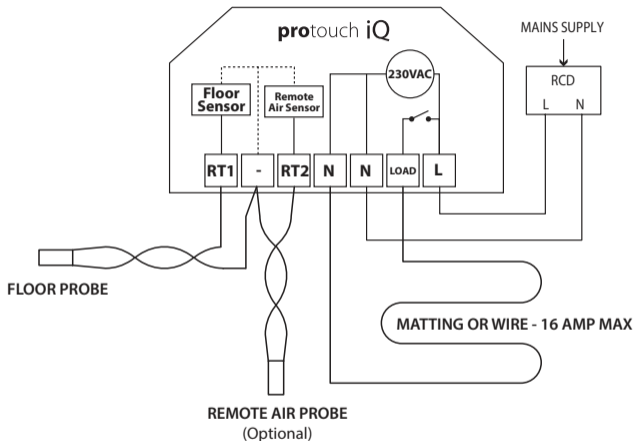 protouch iQ
MAINS SUPPLY
230VAC
RCD
L N
Floor
Sensor
Remote
Air Sensor
RT1 - RT2 N N LOAD L
FLOOR PROBE
MATTING OR WIRE - 16 AMP MAX
REMOTE AIR PROBE
(Optional)